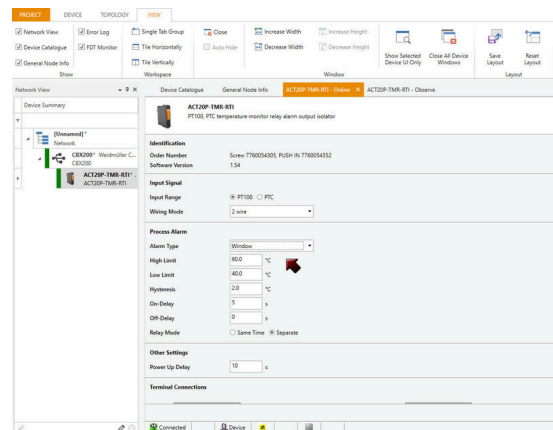 PROJECT DEVICE TOPOLOGY VIEW
Network View Error Log Single Tab Group Close Increase Width Increase Height
Device Catalogue FDT Monitor Tile Horizontally Auto Hide Decrease Width Decrease Height
General Node Info Tile Vertically
Show Selected Device UI Only
Close All Device Windows
Save Layout
Reset Layout
Show Workspace Window Layout
Network View
Device Catalogue General Node Info ACT20P-TMR-RTI - Online ACT20P-TMR-RTI - Observe
Device Summary
[Unnamed]*
Network
CBX200* Weidmüller C...
CBX200
ACT20P-TMR-RTI* .
ACT20P-TMR-RTI
ACT20P-TMR-RTI
PT100, PTC temperature monitor relay alarm output isolator
Identification
Order Number Screw 7760054305, PUSH IN 7760054352
Software Version 1.54
Input Signal
Input Range PT100 PTC
Wiring Mode 2 wire
Process Alarm
Alarm Type Window
High Limit 60.0 °C
Low Limit 40.0 °C
Hysteresis 2.0 °C
On-Delay 5 s
Off-Delay 0 s
Relay Mode Same Time Separate
Other Settings
Power Up Delay 10 s
Terminal Connections
Connected Device